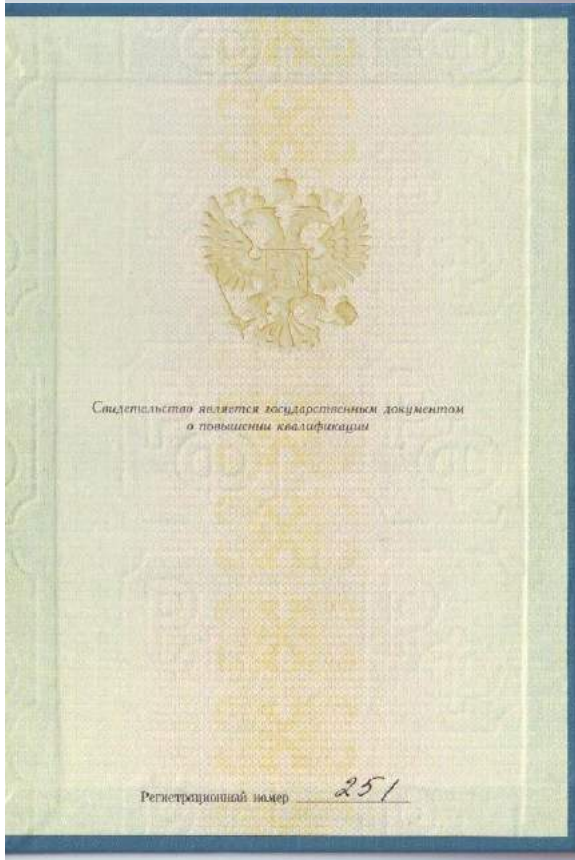 Свидетельство является государственным документом
о повышении квалификации
Регистрационный номер 251